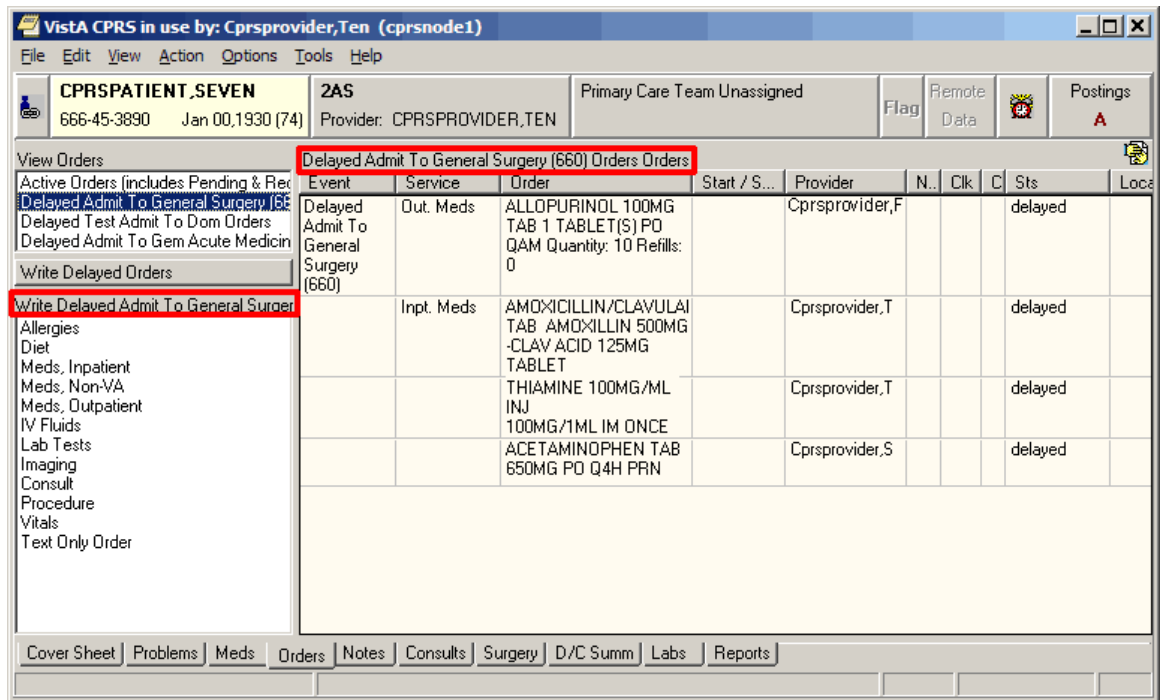 VistA CPRS in use by: Cprsprovider,Ten (cprsnode1)
File Edit View Action Options Tools Help
CPRSPATIENT,SEVEN
666-45-3890 Jan 00,1930 (74)
2AS
Provider: CPRSPROVIDER,TEN
Primary Care Team Unassigned
Flag
Remote
Data
Postings
A
View Orders
Active Orders (includes Pending & Rec
Delayed Admit To General Surgery (66
Delayed Test Admit To Dom Orders
Delayed Admit To Gem Acute Medicin
Write Delayed Orders
Write Delayed Admit To General Surger
Allergies
Diet
Meds, Inpatient
Meds, Non-VA
Meds, Outpatient
IV Fluids
Lab Tests
Imaging
Consult
Procedure
Vitals
Text Only Order
Delayed Admit To General Surgery (660) Orders Orders
Event Service Order Start / S... Provider N.. Clk C Sts Loca
Delayed
Admit To
General
Surgery
(660)
Out. Meds
ALLOPURINOL 100MG
TAB 1 TABLET(S) PO
QAM Quantity: 10 Refills:
0
Cprsprovider,F
delayed
Inpt. Meds
AMOXICILLIN/CLAVULAI
TAB AMOXILLIN 500MG
-CLAV ACID 125MG
TABLET
Cprsprovider,T
delayed
THIAMINE 100MG/ML
INJ
100MG/1ML IM ONCE
Cprsprovider,T
delayed
ACETAMINOPHEN TAB
650MG PO Q4H PRN
Cprsprovider,S
delayed
Cover Sheet Problems Meds Orders Notes Consults Surgery D/C Summ Labs Reports